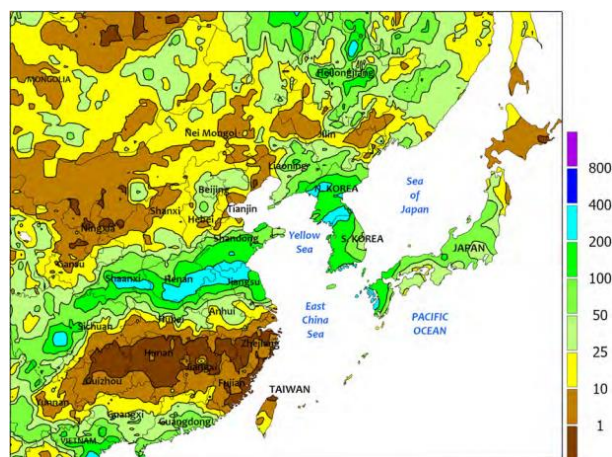 MONGOLIA
Heilongjiang
Nei Mongol
Jilin
Liaoning
Beijing
N. KOREA
Sea
of
Japan
Shanxi
Hebei
Tianjin
Ningxia
Shandong
Yellow
Sea
S. KOREA
JAPAN
Gansu
Shaanxi
Henan
Jiangsu
Anhui
East
China
Sea
PACIFIC
OCEAN
Hubei
Sichuan
Zhejiang
Hunan
Jiangxi
Guizhou
Fujian
TAIWAN
Yunnan
Guangxi
Guangdong
VIETNAM
800
400
200
100
50
25
10
1